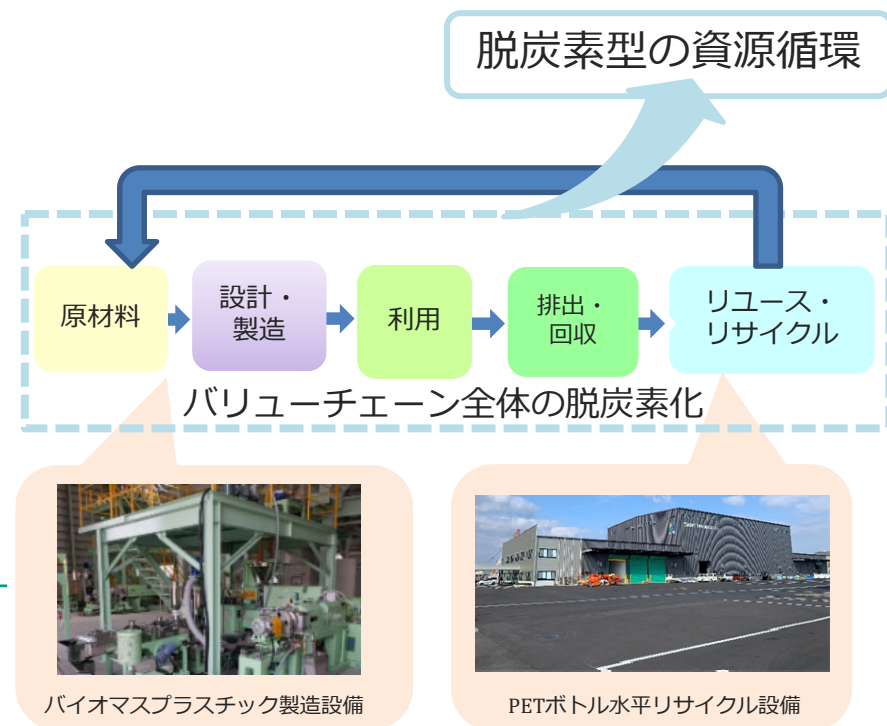 脱炭素型の資源循環
原材料
設計・
製造
利用
排出・
回収
リユース・
リサイクル
バリューチェーン全体の脱炭素化
バイオマスプラスチック製造設備
PETボトル水平リサイクル設備